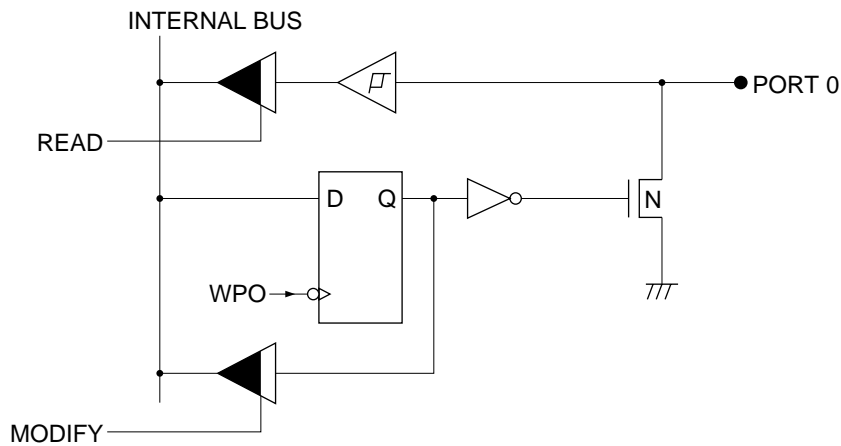 INTERNAL BUS
PORT 0
READ
D Q N
WPO
MODIFY